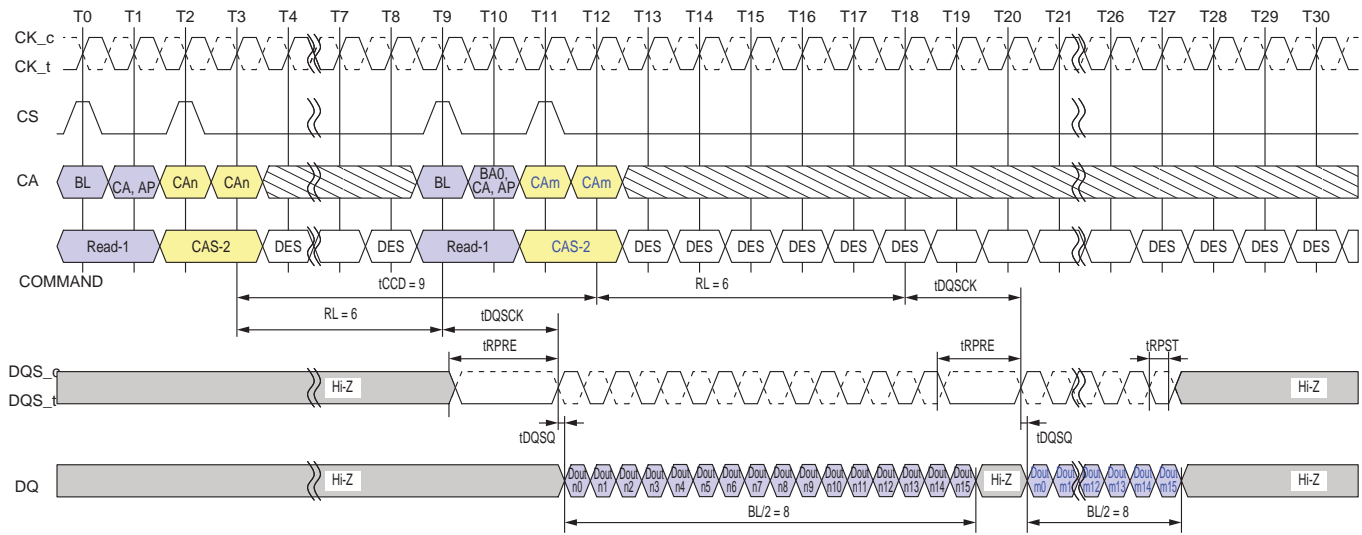 T0 T1 T2 T3 T4 T7 T8 T9 T10 T11 T12 T13 T14 T15 T16 T17 T18 T19 T20 T21 T26 T27 T28 T29 T30
CK_c
CK_t
CS
CA
BL
CA, AP
CAn
CAn
BL
BA0,
CA, AP
CAm
CAm
Read-1
CAS-2
DES
DES
Read-1
CAS-2
DES
DES
DES
DES
DES
DES
DES
DES
DES
DES
COMMAND
tCCD = 9
RL = 6
tDQSCK
RL = 6
tDQSCK
tRPRE
tRPRE
tRPST
DQS_c
DQS_t
Hi-Z
Hi-Z
tDQSQ
tDQSQ
DQ
Hi-Z
Dout
n0
Dout
n1
Dout
n2
Dout
n3
Dout
n4
Dout
n5
Dout
n6
Dout
n7
Dout
n8
Dout
n9
Dout
n10
Dout
n11
Dout
n12
Dout
n13
Dout
n14
Dout
n15
Hi-Z
Dout
m0
Dout
m1
Dout
m12
Dout
m13
Dout
m14
Dout
m15
Hi-Z
BL/2 = 8
BL/2 = 8